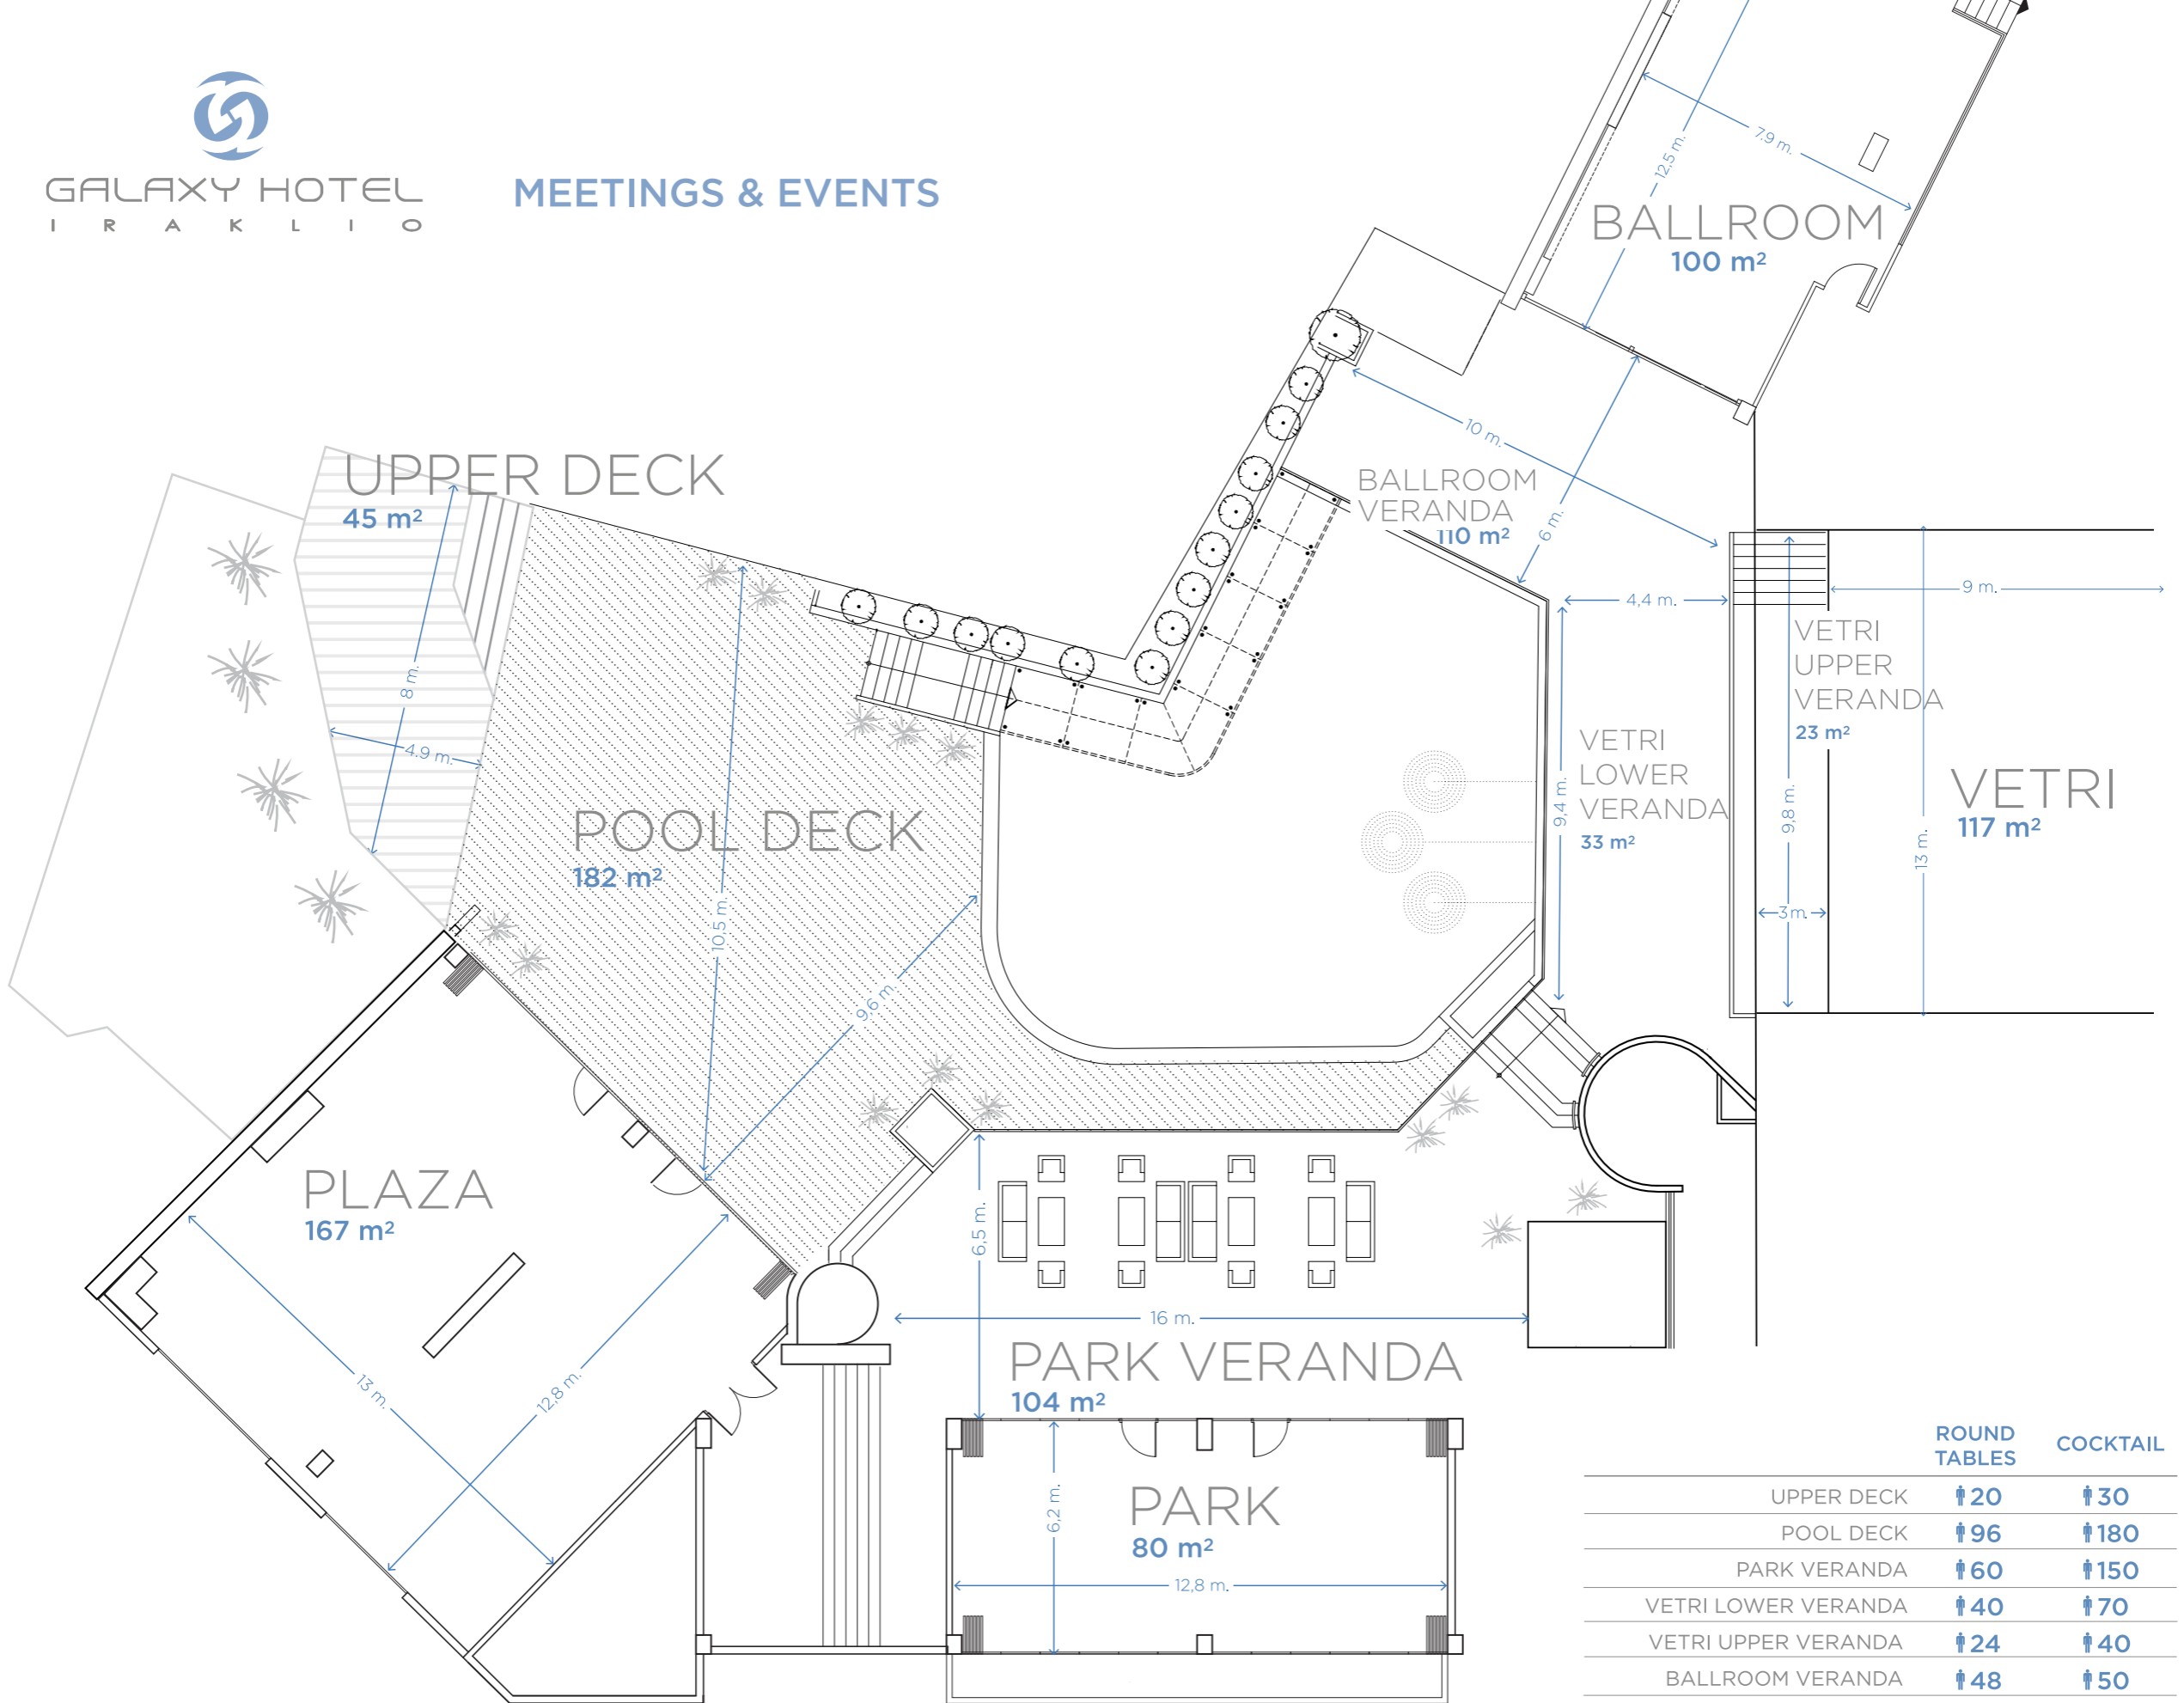 GALAXY HOTEL
IRAKLIO
MEETINGS & EVENTS
12,5 m.
7.9 m.
BALLROOM
100 m²
10 m.
BALLROOM
VERANDA
110 m²
6 m.
UPPER DECK
45 m²
8 m.
4.9 m.
4,4 m.
9 m.
VETRI
UPPER
VERANDA
23 m²
VETRI
LOWER
VERANDA
33 m²
9,4 m.
9,8 m.
13 m.
3m.
VETRI
117 m²
POOL DECK
182 m²
10,5 m.
9,6 m.
PLAZA
167 m²
13 m.
12,8 m.
6,5 m.
16 m.
PARK VERANDA
104 m²
PARK
80 m²
6,2 m.
12,8 m.
ROUND TABLES COCKTAIL
UPPER DECK 20 30
POOL DECK 96 180
PARK VERANDA 60 150
VETRI LOWER VERANDA 40 70
VETRI UPPER VERANDA 24 40
BALLROOM VERANDA 48 50